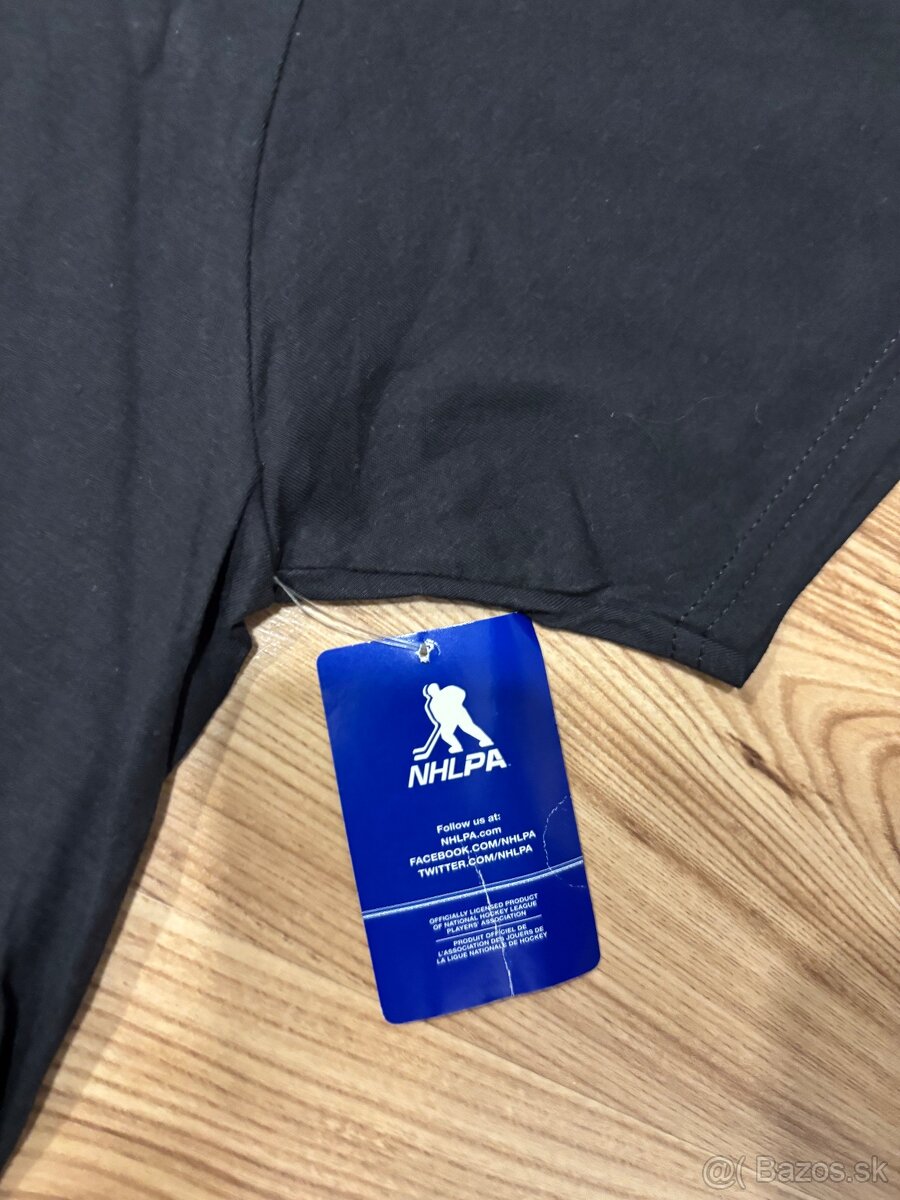 NHLPA
Follow us at:
NHLPA.com
FACEBOOK.COM/NHLPA
TWITTER.COM/NHLPA
OFFICIALLY LICENSED PRODUCT
OF NATIONAL HOCKEY LEAGUE
PLAYERS' ASSOCIATION
PRODUIT OFFICIEL DE
L'ASSOCIATION DES JOUERS DE
LA LIGUE NATIONALE DE HOCKEY
@( Bazos.sk